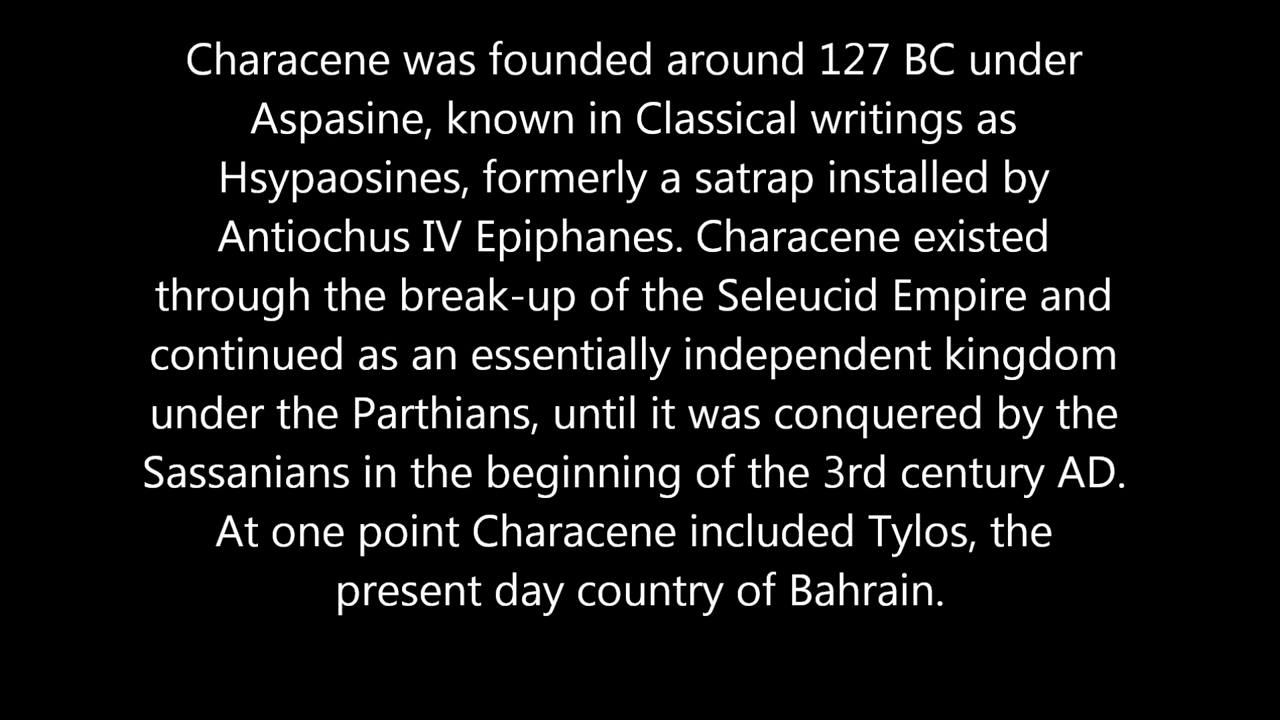 Characene was founded around 127 BC under
Aspasine, known in Classical writings as
Hsypaosines, formerly a satrap installed by
Antiochus IV Epiphanes. Characene existed
through the break-up of the Seleucid Empire and
continued as an essentially independent kingdom
under the Parthians, until it was conquered by the
Sassanians in the beginning of the 3rd century AD.
At one point Characene included Tylos, the
present day country of Bahrain.